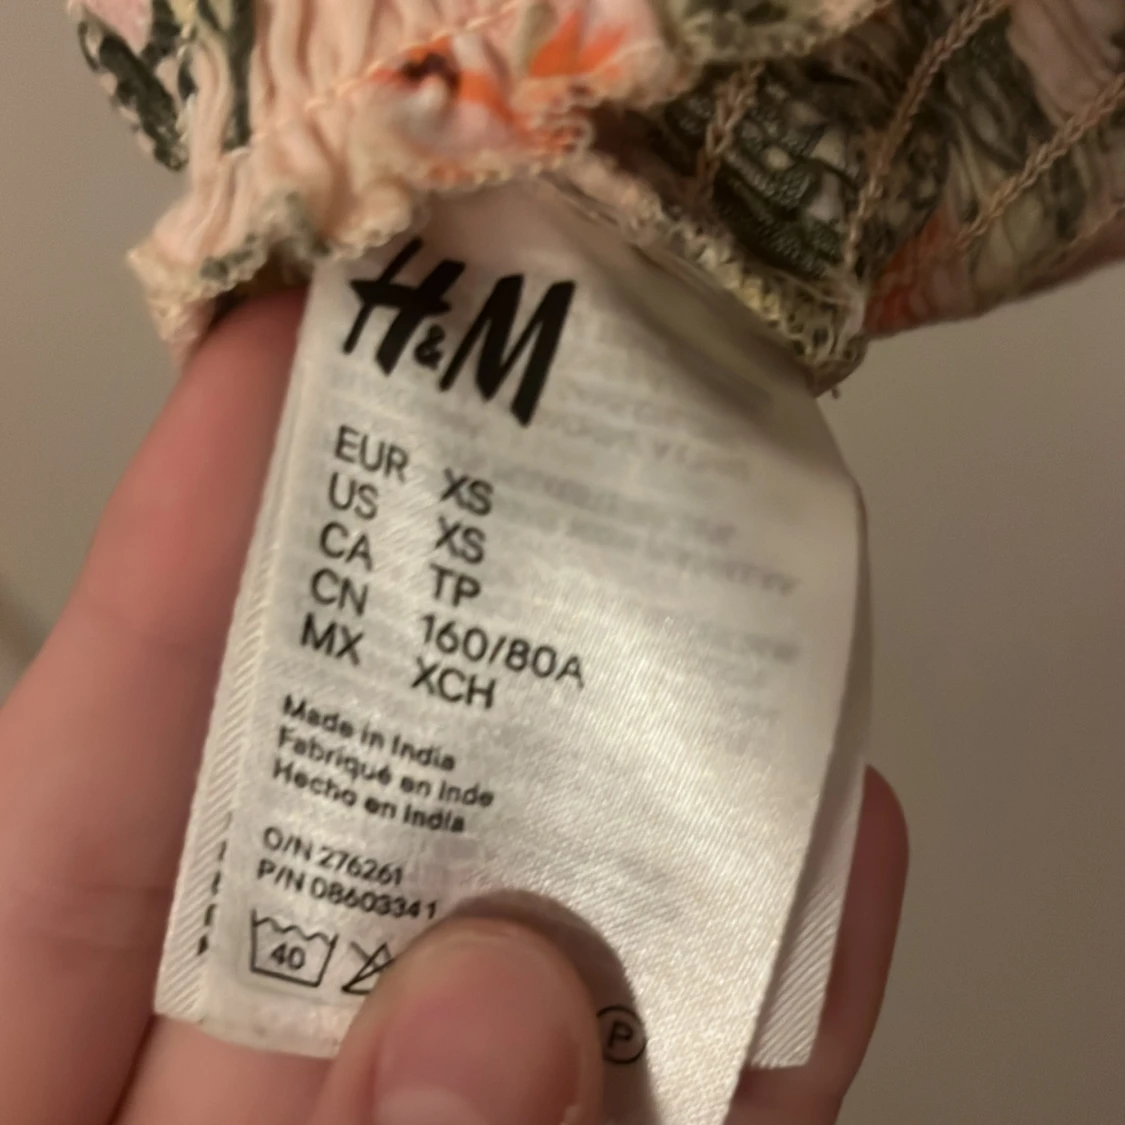 H&M
EUR XS
US XS
CA TP
CN 160/80A
MX XCH
Made in India
Fabriqué en Inde
Hecho en India
O/N 276261
P/N 08603341
40
P